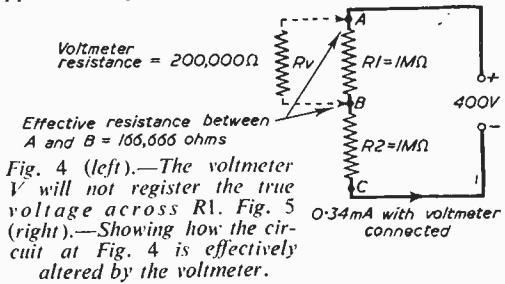 Voltmeter
resistance = 200,000Ω
Rv
A
R1=1MΩ
+
400V
−
B
Effective resistance between
A and B = 166,666 ohms
R2=1MΩ
C
0·34mA with voltmeter
connected
Fig. 4 (left).—The voltmeter
V will not register the true
voltage across R1. Fig. 5
(right).—Showing how the cir-
cuit at Fig. 4 is effectively
altered by the voltmeter.